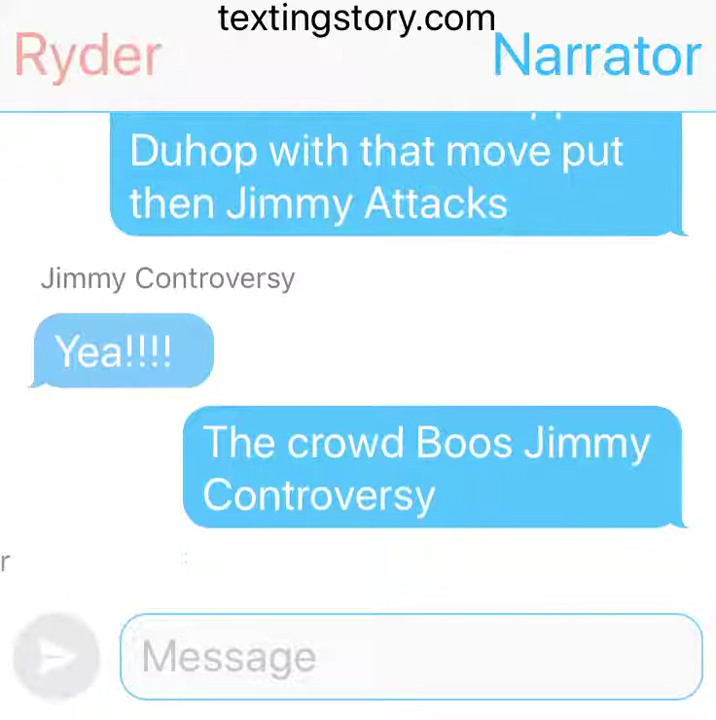 textingstory.com
Ryder
Narrator
Duhop with that move put
then Jimmy Attacks
Jimmy Controversy
Yea!!!!
The crowd Boos Jimmy
Controversy
r
Message